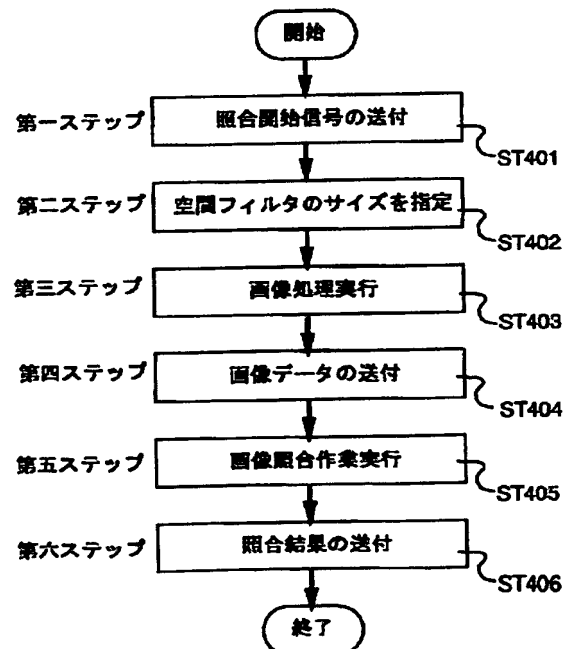 開始
第一ステップ 照合開始信号の送付
ST401
第二ステップ 空間フィルタのサイズを指定
ST402
第三ステップ 画像処理実行
ST403
第四ステップ 画像データの送付
ST404
第五ステップ 画像照合作業実行
ST405
第六ステップ 照合結果の送付
ST406
終了